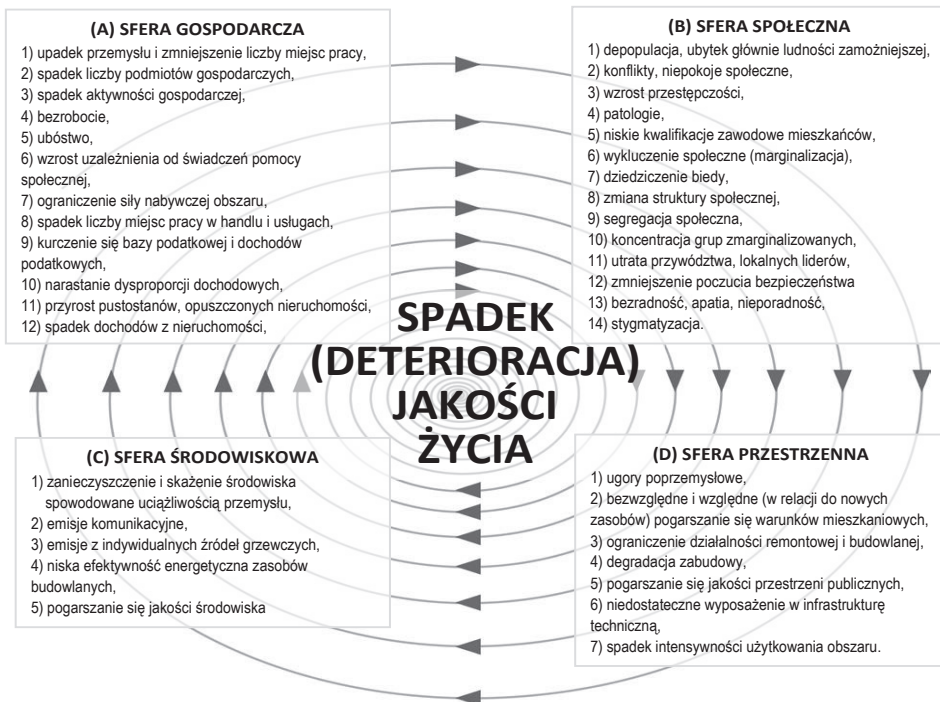 (A) SFERA GOSPODARCZA
1) upadek przemysłu i zmniejszenie liczby miejsc pracy,
2) spadek liczby podmiotów gospodarczych,
3) spadek aktywności gospodarczej,
4) bezrobocie,
5) ubóstwo,
6) wzrost uzależnienia od świadczeń pomocy
społecznej,
7) ograniczenie siły nabywczej obszaru,
8) spadek liczby miejsc pracy w handlu i usługach,
9) kurczenie się bazy podatkowej i dochodów
podatkowych,
10) narastanie dysproporcji dochodowych,
11) przyrost pustostanów, opuszczonych nieruchomości,
12) spadek dochodów z nieruchomości,
(B) SFERA SPOŁECZNA
1) depopulacja, ubytek głównie ludności zamożniejszej,
2) konflikty, niepokoje społeczne,
3) wzrost przestępczości,
4) patologie,
5) niskie kwalifikacje zawodowe mieszkańców,
6) wykluczenie społeczne (marginalizacja),
7) dziedziczenie biedy,
8) zmiana struktury społecznej,
9) segregacja społeczna,
10) koncentracja grup zmarginalizowanych,
11) utrata przywództwa, lokalnych liderów,
12) zmniejszenie poczucia bezpieczeństwa
13) bezradność, apatia, nieporadność,
14) stygmatyzacja.
SPADEK
(DETERIORACJA)
JAKOŚCI
ŻYCIA
(C) SFERA ŚRODOWISKOWA
1) zanieczyszczenie i skażenie środowiska
spowodowane uciążliwością przemysłu,
2) emisje komunikacyjne,
3) emisje z indywidualnych źródeł grzewczych,
4) niska efektywność energetyczna zasobów
budowlanych,
5) pogarszanie się jakości środowiska
(D) SFERA PRZESTRZENNA
1) ugory poprzemysłowe,
2) bezwzględne i względne (w relacji do nowych
zasobów) pogarszanie się warunków mieszkaniowych,
3) ograniczenie działalności remontowej i budowlanej,
4) degradacja zabudowy,
5) pogarszanie się jakości przestrzeni publicznych,
6) niedostateczne wyposażenie w infrastrukturę
techniczną,
7) spadek intensywności użytkowania obszaru.